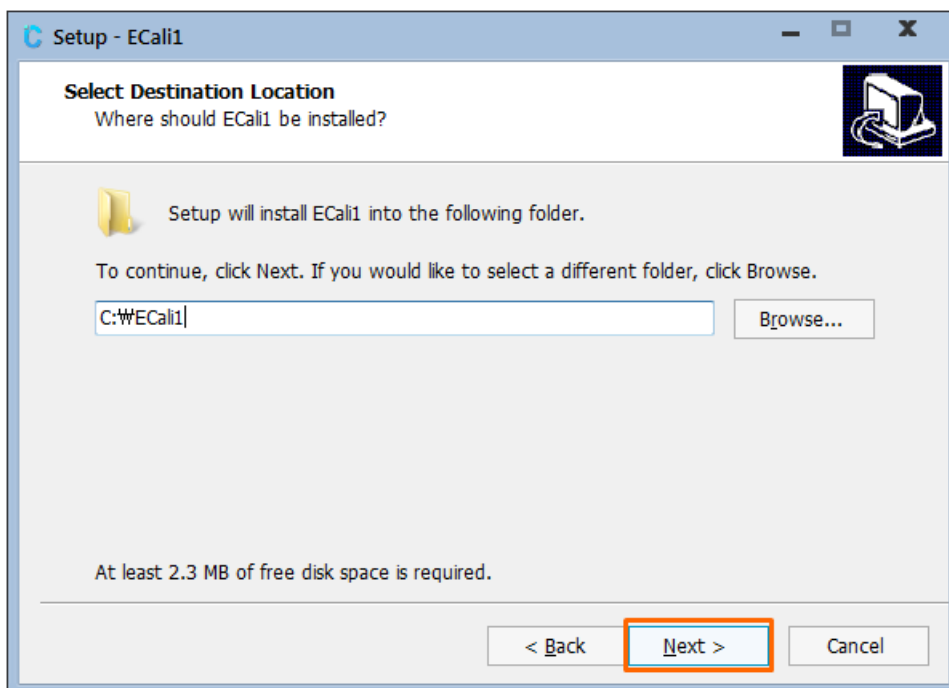 Setup - ECali1
Select Destination Location
Where should ECali1 be installed?
Setup will install ECali1 into the following folder.
To continue, click Next. If you would like to select a different folder, click Browse.
C:₩ECali1
Browse...
At least 2.3 MB of free disk space is required.
< Back
Next >
Cancel